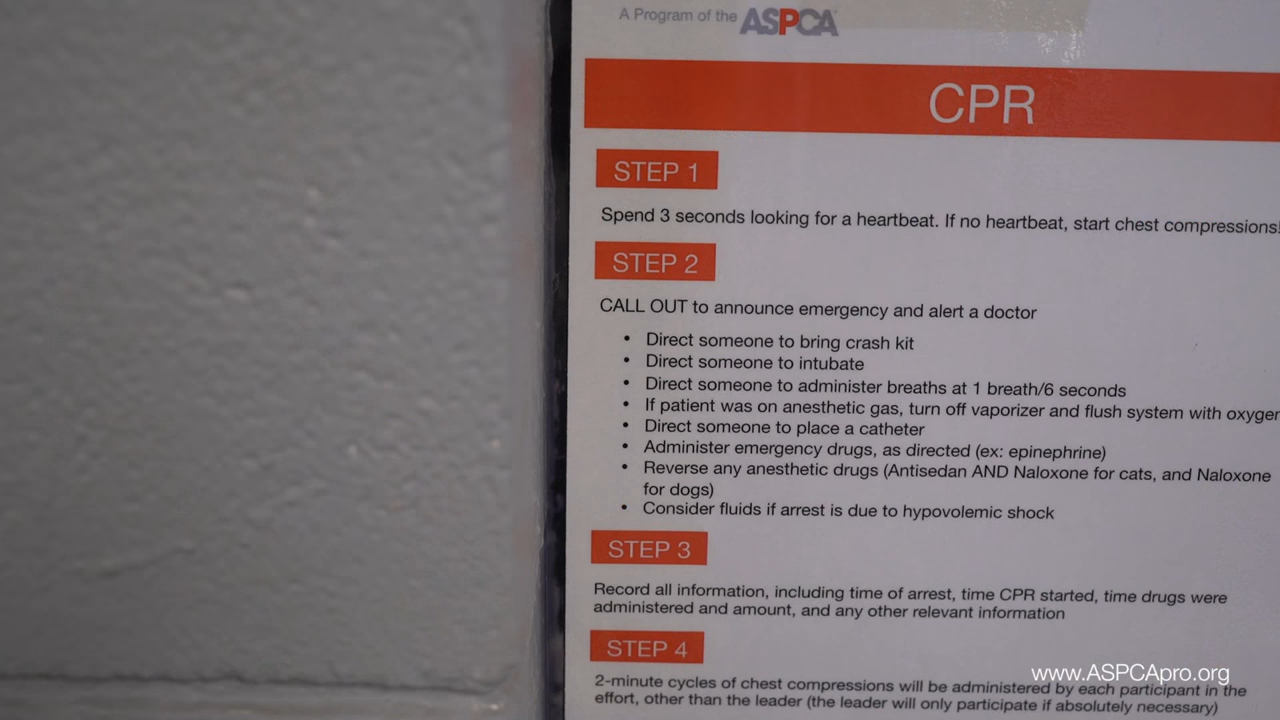 A Program of the ASPCA
CPR
STEP 1
Spend 3 seconds looking for a heartbeat. If no heartbeat, start chest compressions!
STEP 2
CALL OUT to announce emergency and alert a doctor
• Direct someone to bring crash kit
• Direct someone to intubate
• Direct someone to administer breaths at 1 breath/6 seconds
• If patient was on anesthetic gas, turn off vaporizer and flush system with oxygen
• Direct someone to place a catheter
• Administer emergency drugs, as directed (ex: epinephrine)
• Reverse any anesthetic drugs (Antisedan AND Naloxone for cats, and Naloxone
for dogs)
• Consider fluids if arrest is due to hypovolemic shock
STEP 3
Record all information, including time of arrest, time CPR started, time drugs were
administered and amount, and any other relevant information
STEP 4
2-minute cycles of chest compressions will be administered by each participant in the
effort, other than the leader (the leader will only participate if absolutely necessary)
www.ASPCApro.org